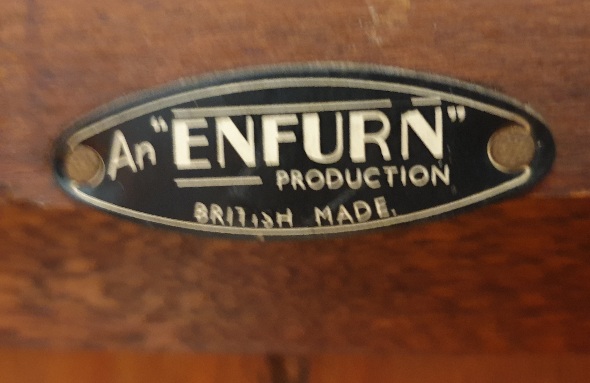 An "ENFURN"
PRODUCTION
BRITISH MADE.